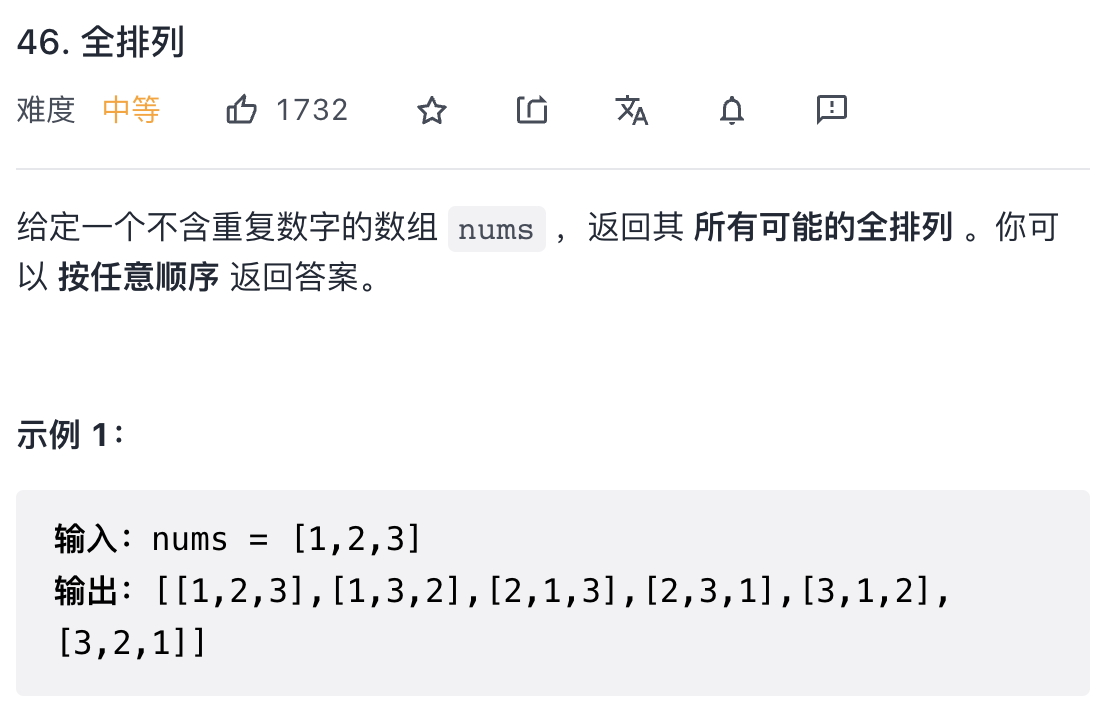 46. 全排列
难度 中等 1732
给定一个不含重复数字的数组 nums ，返回其 所有可能的全排列 。你可
以 按任意顺序 返回答案。
示例 1：
输入：nums = [1,2,3]
输出：[[1,2,3],[1,3,2],[2,1,3],[2,3,1],[3,1,2],
[3,2,1]]